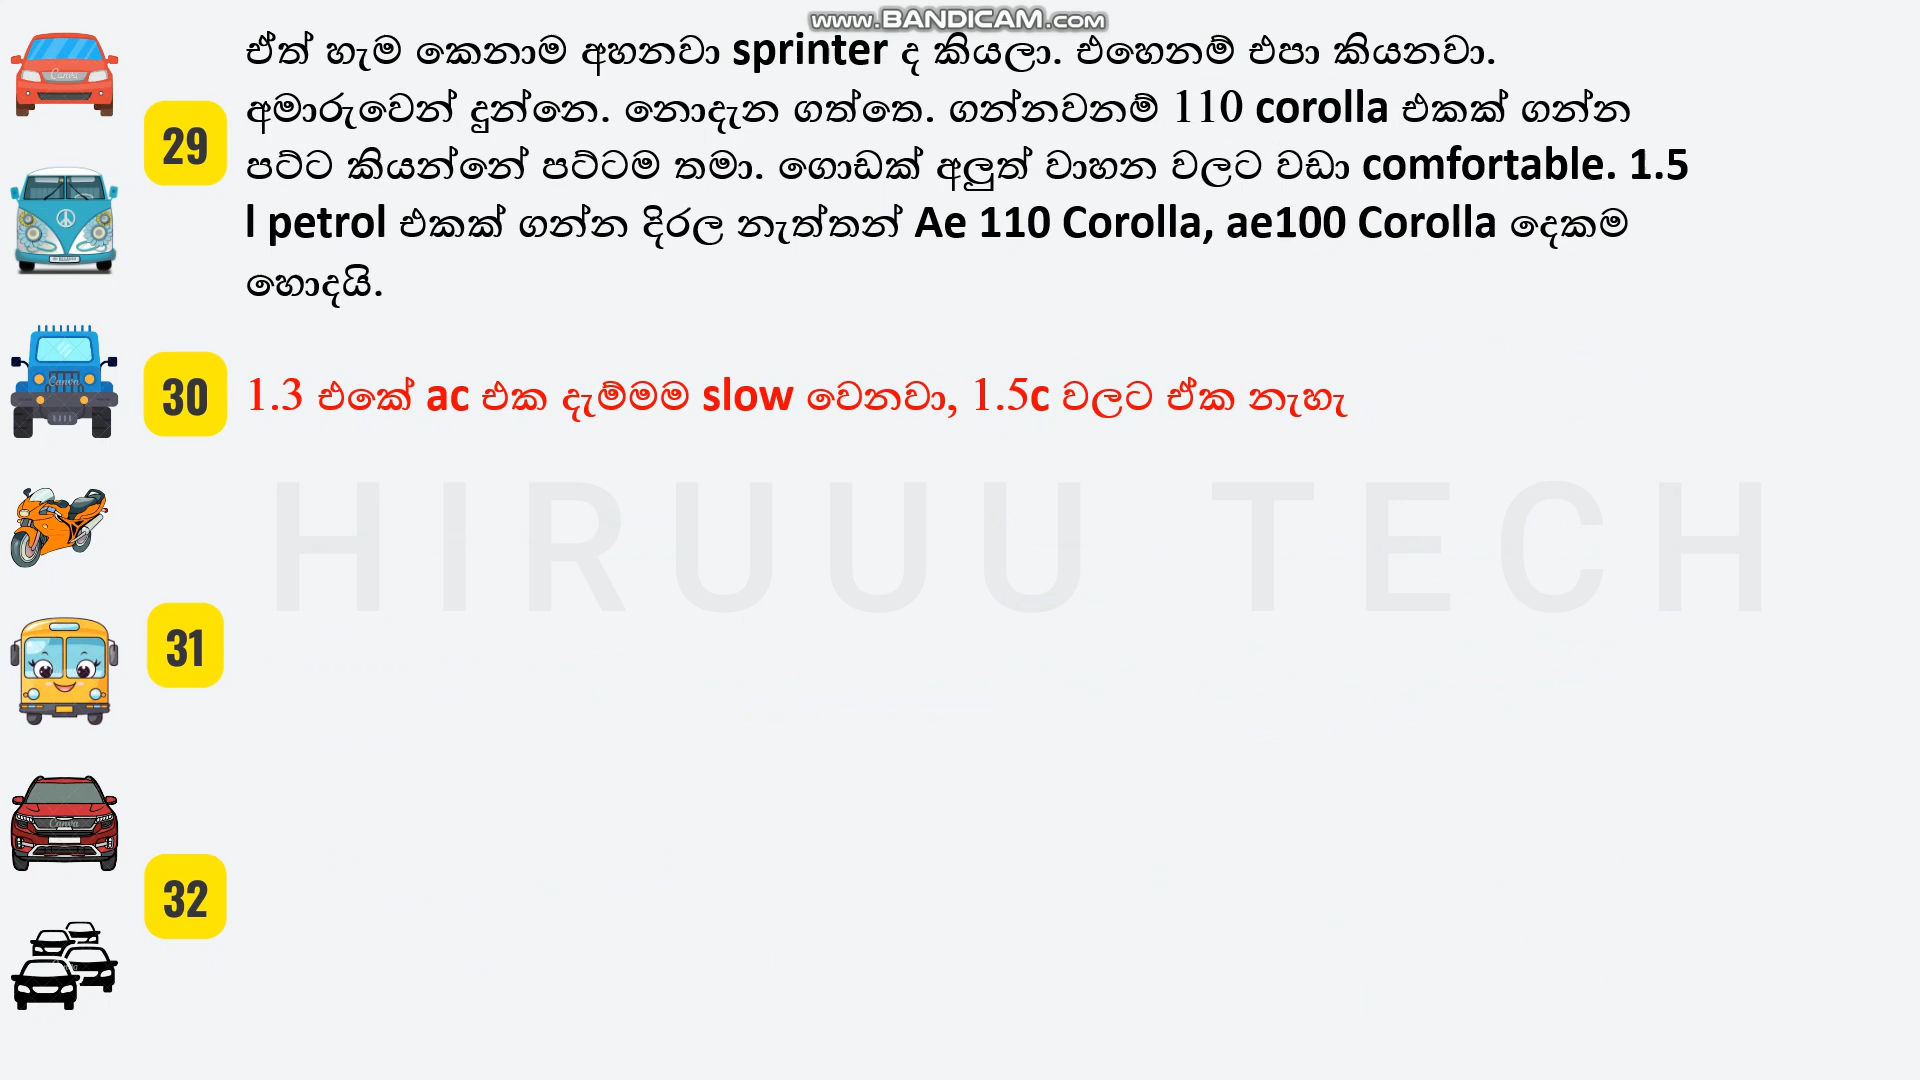 www.BANDICAM.com
ඒත් හැම කෙනාම අහනවා sprinter ද කියලා. එහෙනම් එපා කියනවා.
අමාරුවෙන් දුන්නෙ. නොදැන ගත්තෙ. ගන්නවනම් 110 corolla එකක් ගන්න
29
පට්ට කියන්නේ පට්ටම තමා. ගොඩක් අලුත් වාහන වලට වඩා comfortable. 1.5
l petrol එකක් ගන්න දිරල නැත්තන් Ae 110 Corolla, ae100 Corolla දෙකම
හොදයි.
30
1.3 එකේ ac එක දැම්මම slow වෙනවා, 1.5c වලට ඒක නැහැ
HIRUUU TECH
31
32